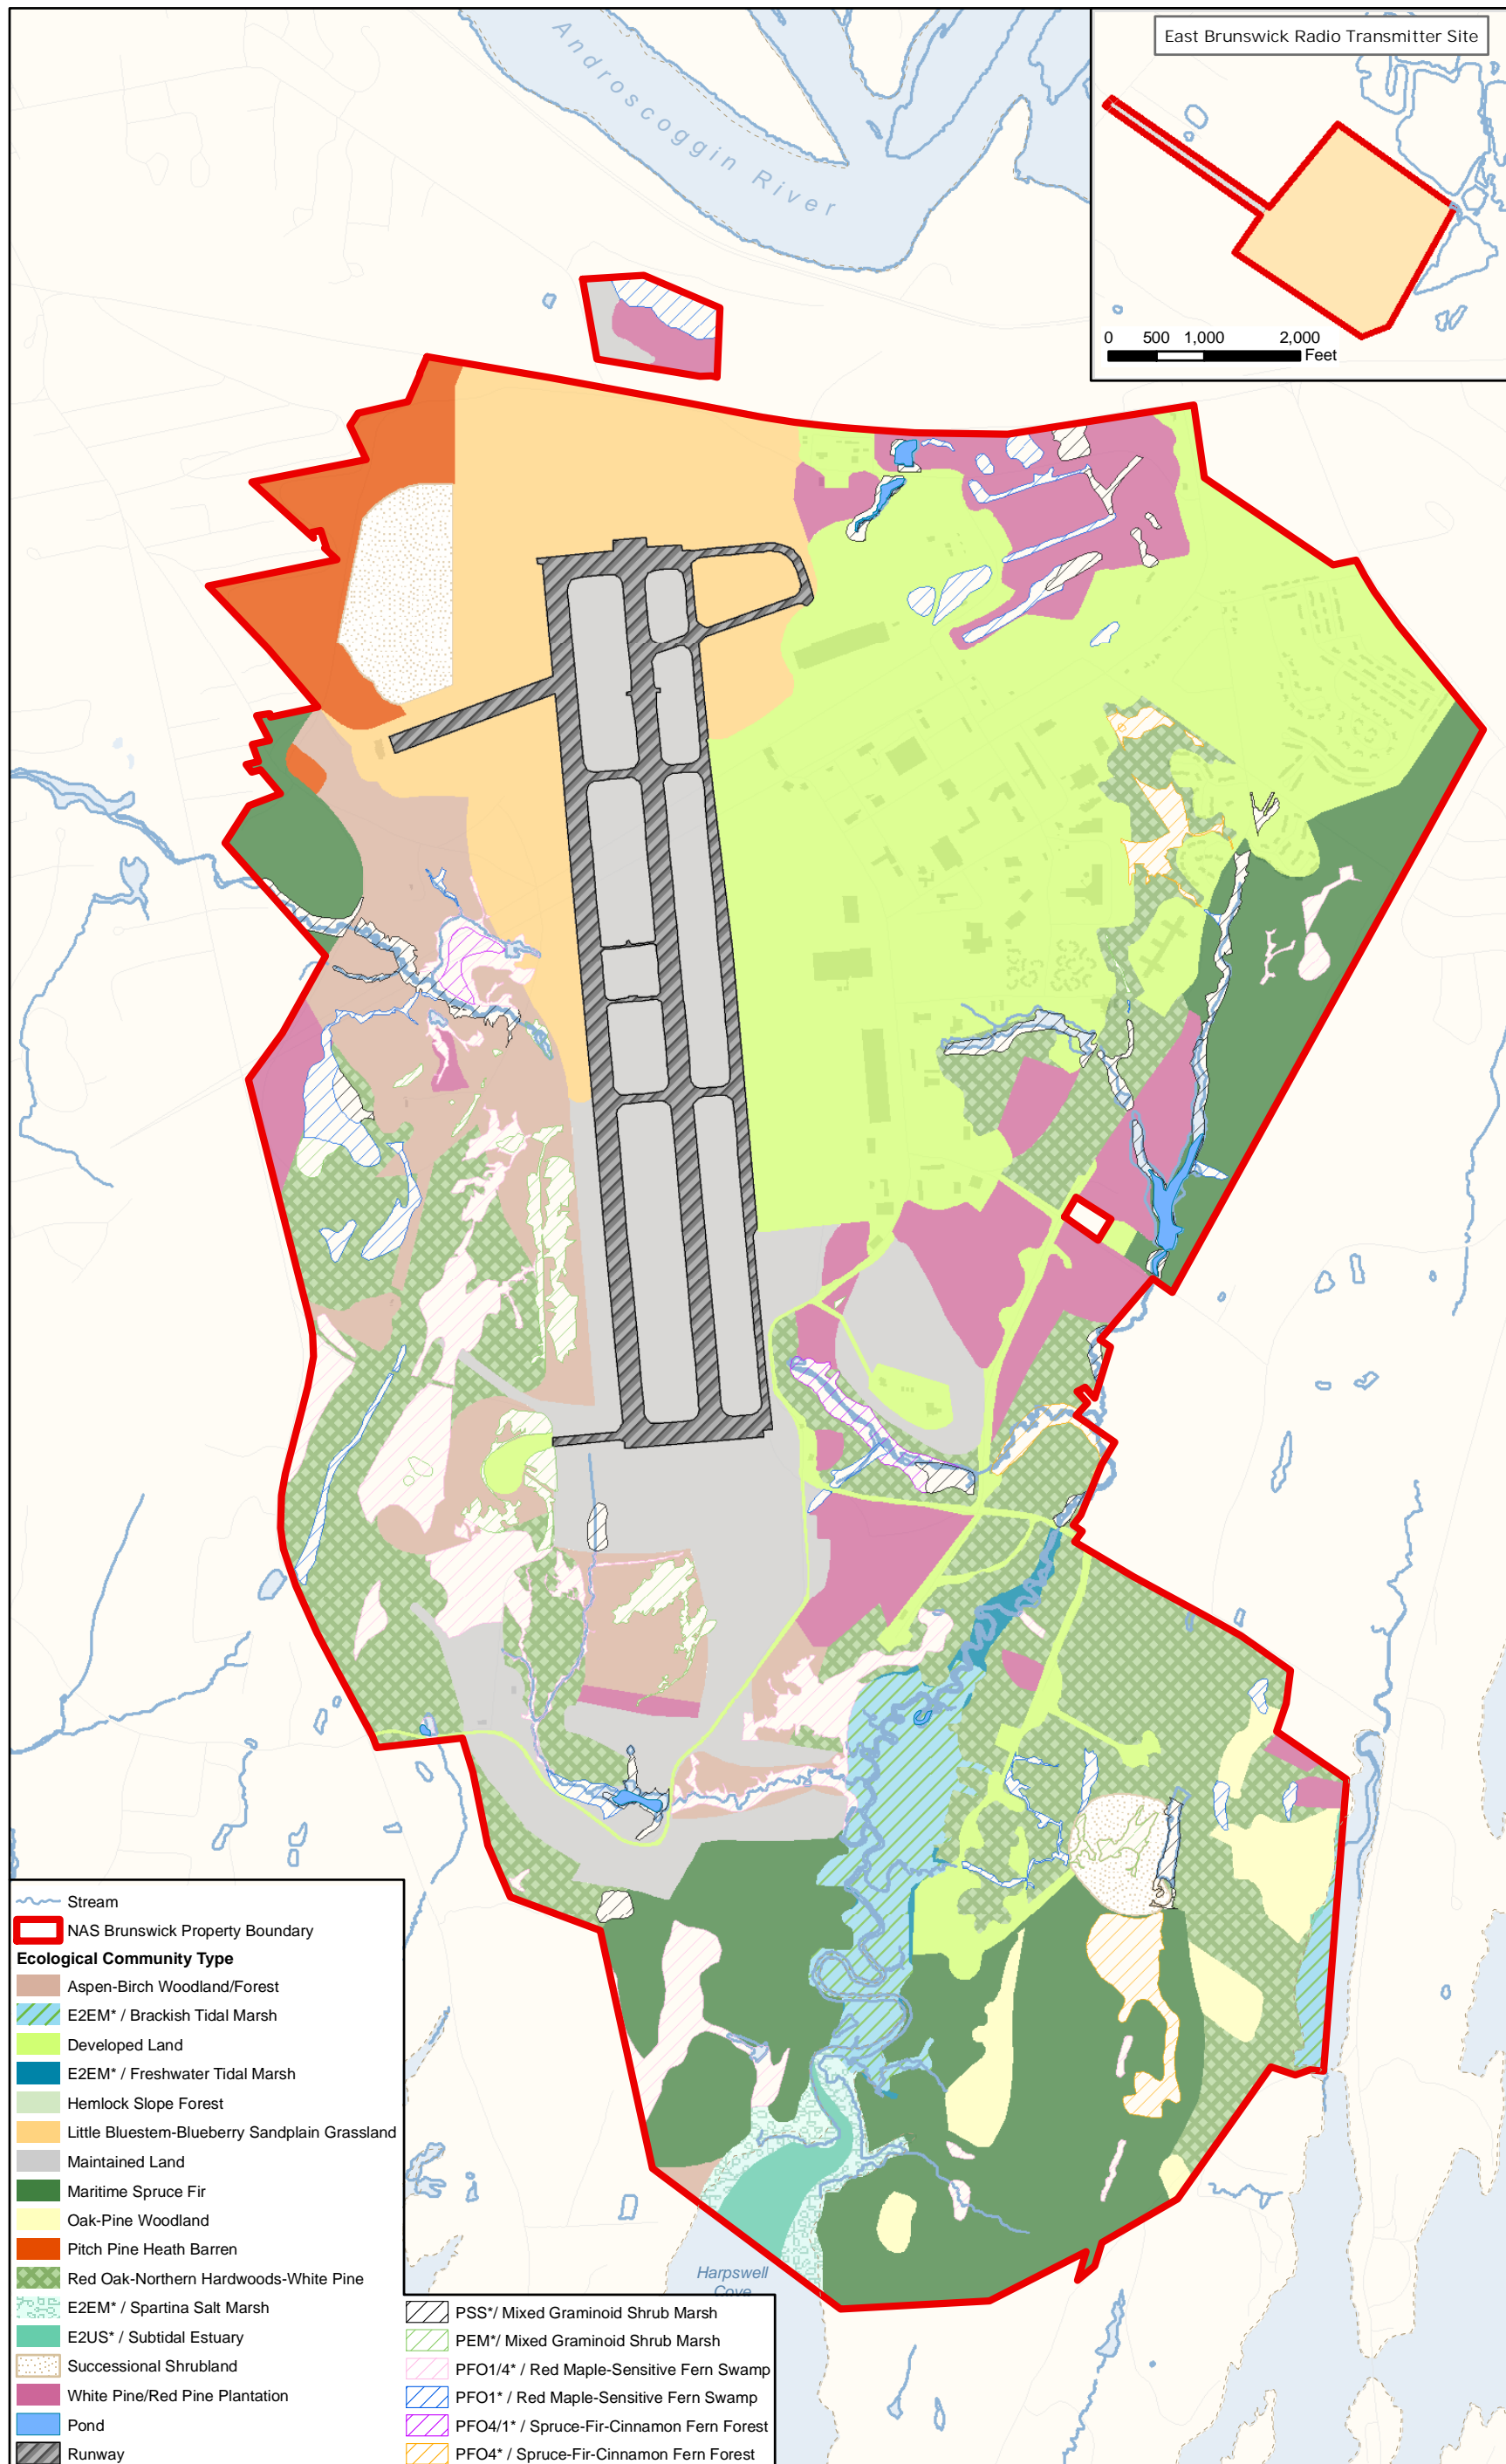 Androscoggin River
East Brunswick Radio Transmitter Site
0 500 1,000 2,000
Feet
Harpswell
Cove
Stream
NAS Brunswick Property Boundary
Ecological Community Type
Aspen-Birch Woodland/Forest
E2EM* / Brackish Tidal Marsh
Developed Land
E2EM* / Freshwater Tidal Marsh
Hemlock Slope Forest
Little Bluestem-Blueberry Sandplain Grassland
Maintained Land
Maritime Spruce Fir
Oak-Pine Woodland
Pitch Pine Heath Barren
Red Oak-Northern Hardwoods-White Pine
E2EM* / Spartina Salt Marsh
E2US* / Subtidal Estuary
Successional Shrubland
White Pine/Red Pine Plantation
Pond
Runway
PSS*/ Mixed Graminoid Shrub Marsh
PEM*/ Mixed Graminoid Shrub Marsh
PFO1/4* / Red Maple-Sensitive Fern Swamp
PFO1* / Red Maple-Sensitive Fern Swamp
PFO4/1* / Spruce-Fir-Cinnamon Fern Forest
PFO4* / Spruce-Fir-Cinnamon Fern Forest